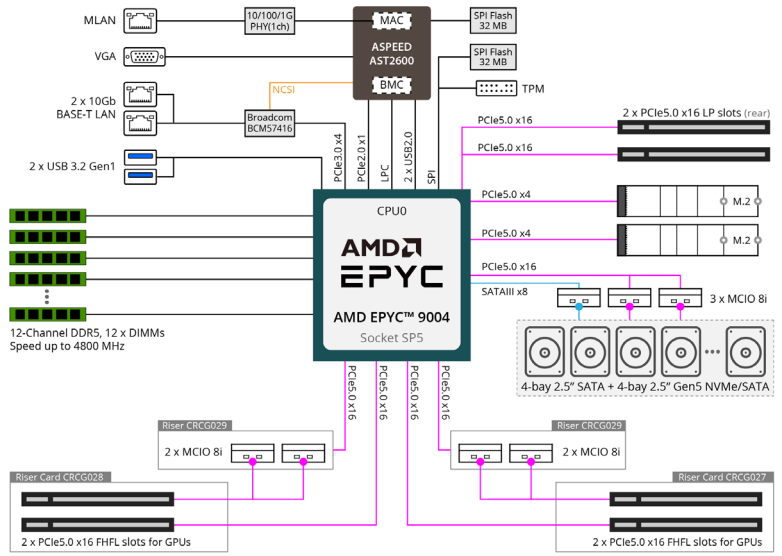 MLAN
10/100/1G
PHY(1ch)
MAC
ASPEED
AST2600
BMC
SPI Flash
32 MB
SPI Flash
32 MB
VGA
TPM
NCSI
2 x 10Gb
BASE-T LAN
Broadcom
BCM57416
2 x USB 3.2 Gen1
PCIe3.0 x4
PCIe2.0 x1
LPC
2 x USB2.0
SPI
PCIe5.0 x16
2 x PCIe5.0 x16 LP slots (rear)
PCIe5.0 x16
PCIe5.0 x4
M.2
PCIe5.0 x4
M.2
PCIe5.0 x16
SATAIII x8
3 x MCIO 8i
4-bay 2.5” SATA + 4-bay 2.5” Gen5 NVMe/SATA
CPU0
AMD
EPYC
AMD EPYC™ 9004
Socket SP5
12-Channel DDR5, 12 x DIMMs
Speed up to 4800 MHz
PCIe5.0 x16
PCIe5.0 x16
PCIe5.0 x16
PCIe5.0 x16
Riser CRCG029
2 x MCIO 8i
Riser CRCG029
2 x MCIO 8i
Riser Card CRCG028
2 x PCIe5.0 x16 FHFL slots for GPUs
Riser Card CRCG027
2 x PCIe5.0 x16 FHFL slots for GPUs